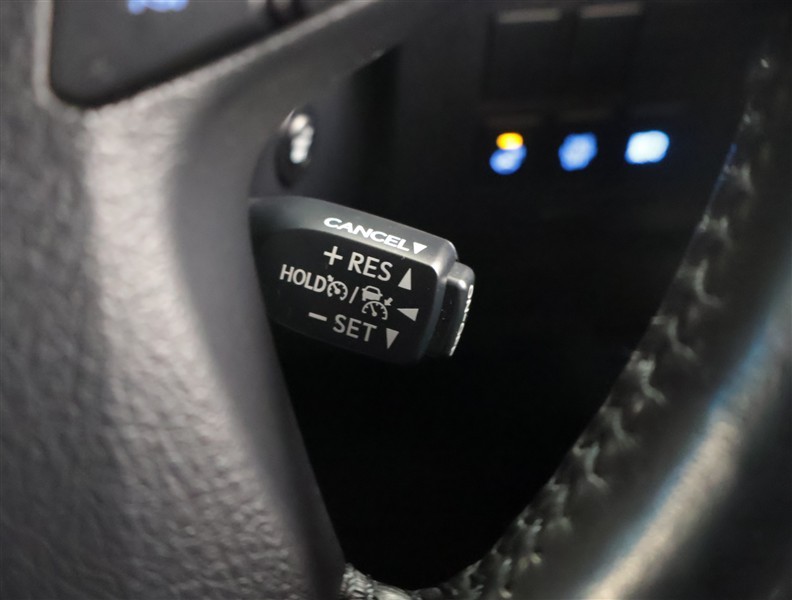 CANCEL▼
+ RES ▲
HOLD / ◀
− SET ▼